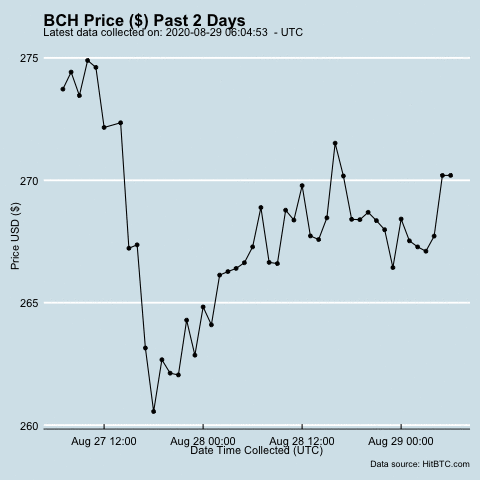 BCH Price ($) Past 2 Days
Latest data collected on: 2020-08-29 06:04:53  - UTC
275
270
265
260
Price USD ($)
Aug 27 12:00 Aug 28 00:00 Aug 28 12:00 Aug 29 00:00
Date Time Collected (UTC)
Data source: HitBTC.com